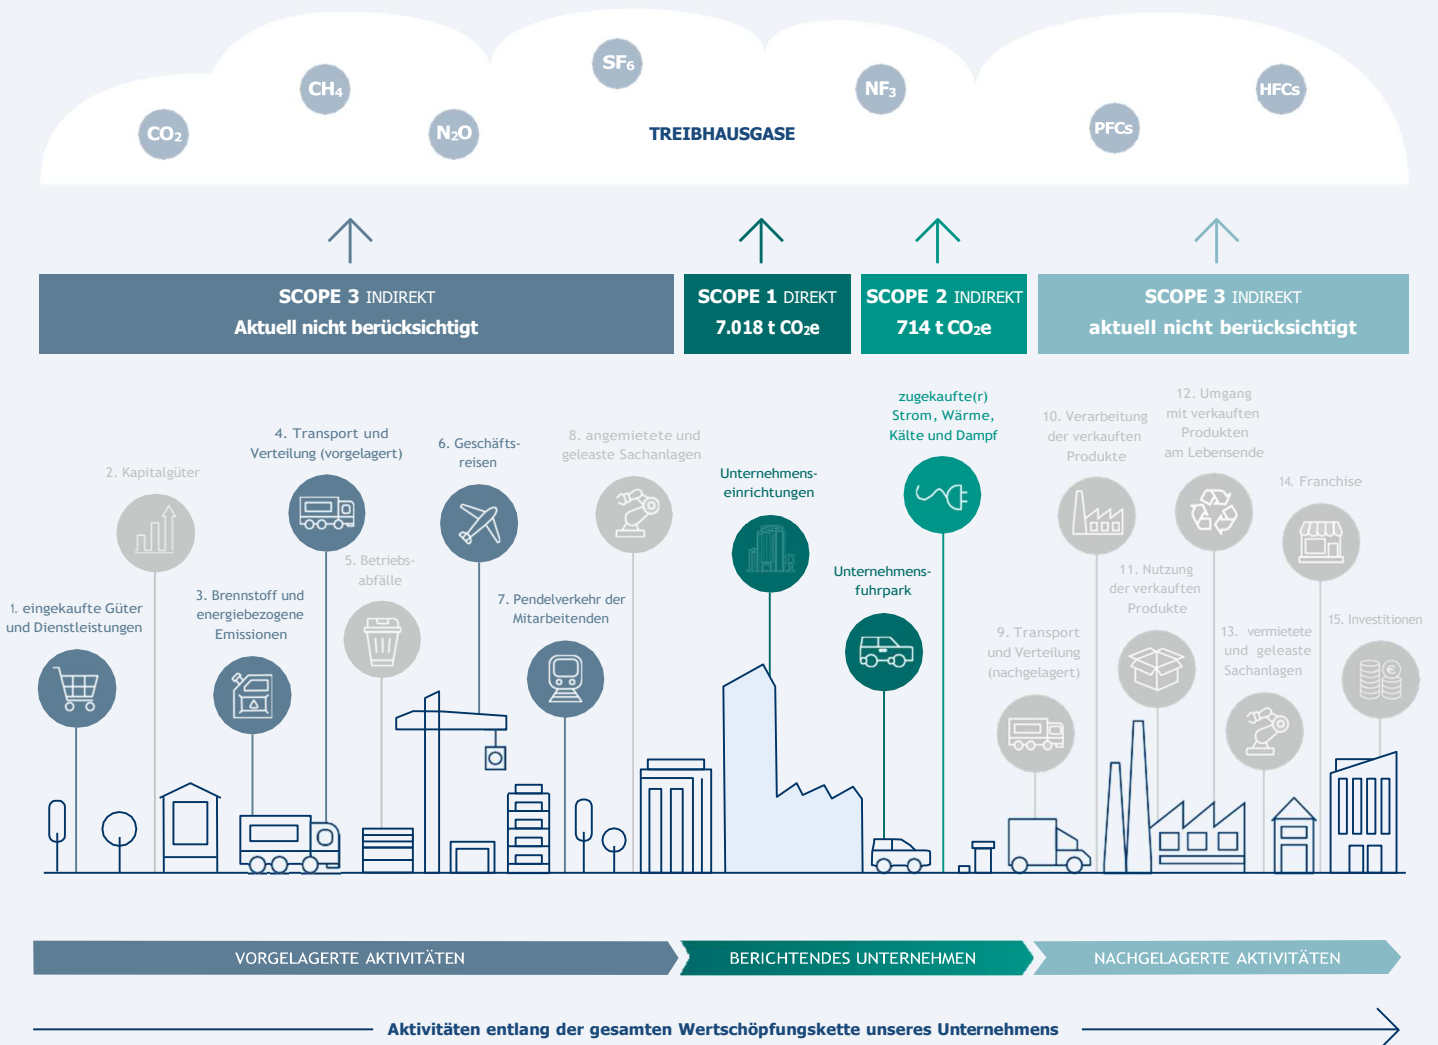 CO₂
CH₄
N₂O
SF₆
TREIBHAUSGASE
NF₃
PFCs
HFCs
SCOPE 3 INDIREKT
Aktuell nicht berücksichtigt
SCOPE 1 DIREKT
7.018 t CO₂e
SCOPE 2 INDIREKT
714 t CO₂e
SCOPE 3 INDIREKT
aktuell nicht berücksichtigt
1. eingekaufte Güter
und Dienstleistungen
2. Kapitalgüter
3. Brennstoff und
energiebezogene
Emissionen
4. Transport und
Verteilung (vorgelagert)
5. Betriebs-
abfälle
6. Geschäfts-
reisen
7. Pendelverkehr der
Mitarbeitenden
8. angemietete und
geleaste Sachanlagen
Unternehmens-
einrichtungen
Unternehmens-
fuhrpark
zugekaufte(r)
Strom, Wärme,
Kälte und Dampf
9. Transport
und Verteilung
(nachgelagert)
10. Verarbeitung
der verkauften
Produkte
11. Nutzung
der verkauften
Produkte
12. Umgang
mit verkauften
Produkten
am Lebensende
13. vermietete
und geleaste
Sachanlagen
14. Franchise
15. Investitionen
€
VORGELAGERTE AKTIVITÄTEN
BERICHTENDES UNTERNEHMEN
NACHGELAGERTE AKTIVITÄTEN
Aktivitäten entlang der gesamten Wertschöpfungskette unseres Unternehmens